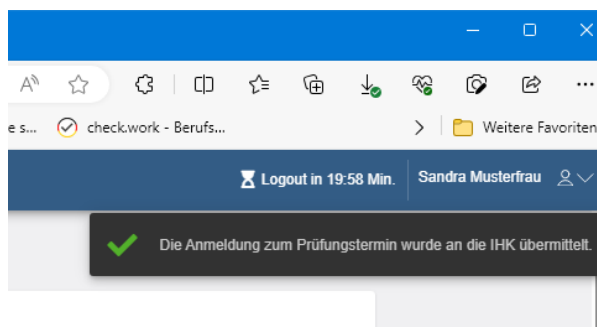 A
e s... check.work - Berufs... Weitere Favoriten
Logout in 19:58 Min. Sandra Musterfrau
Die Anmeldung zum Prüfungstermin wurde an die IHK übermittelt.